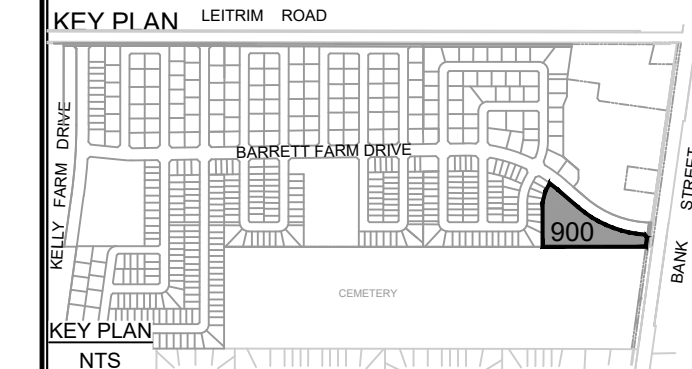 KEY PLAN
LEITRIM ROAD
KELLY FARM DRIVE
BARRETT FARM DRIVE
BANK STREET
900
CEMETERY
KEY PLAN
NTS